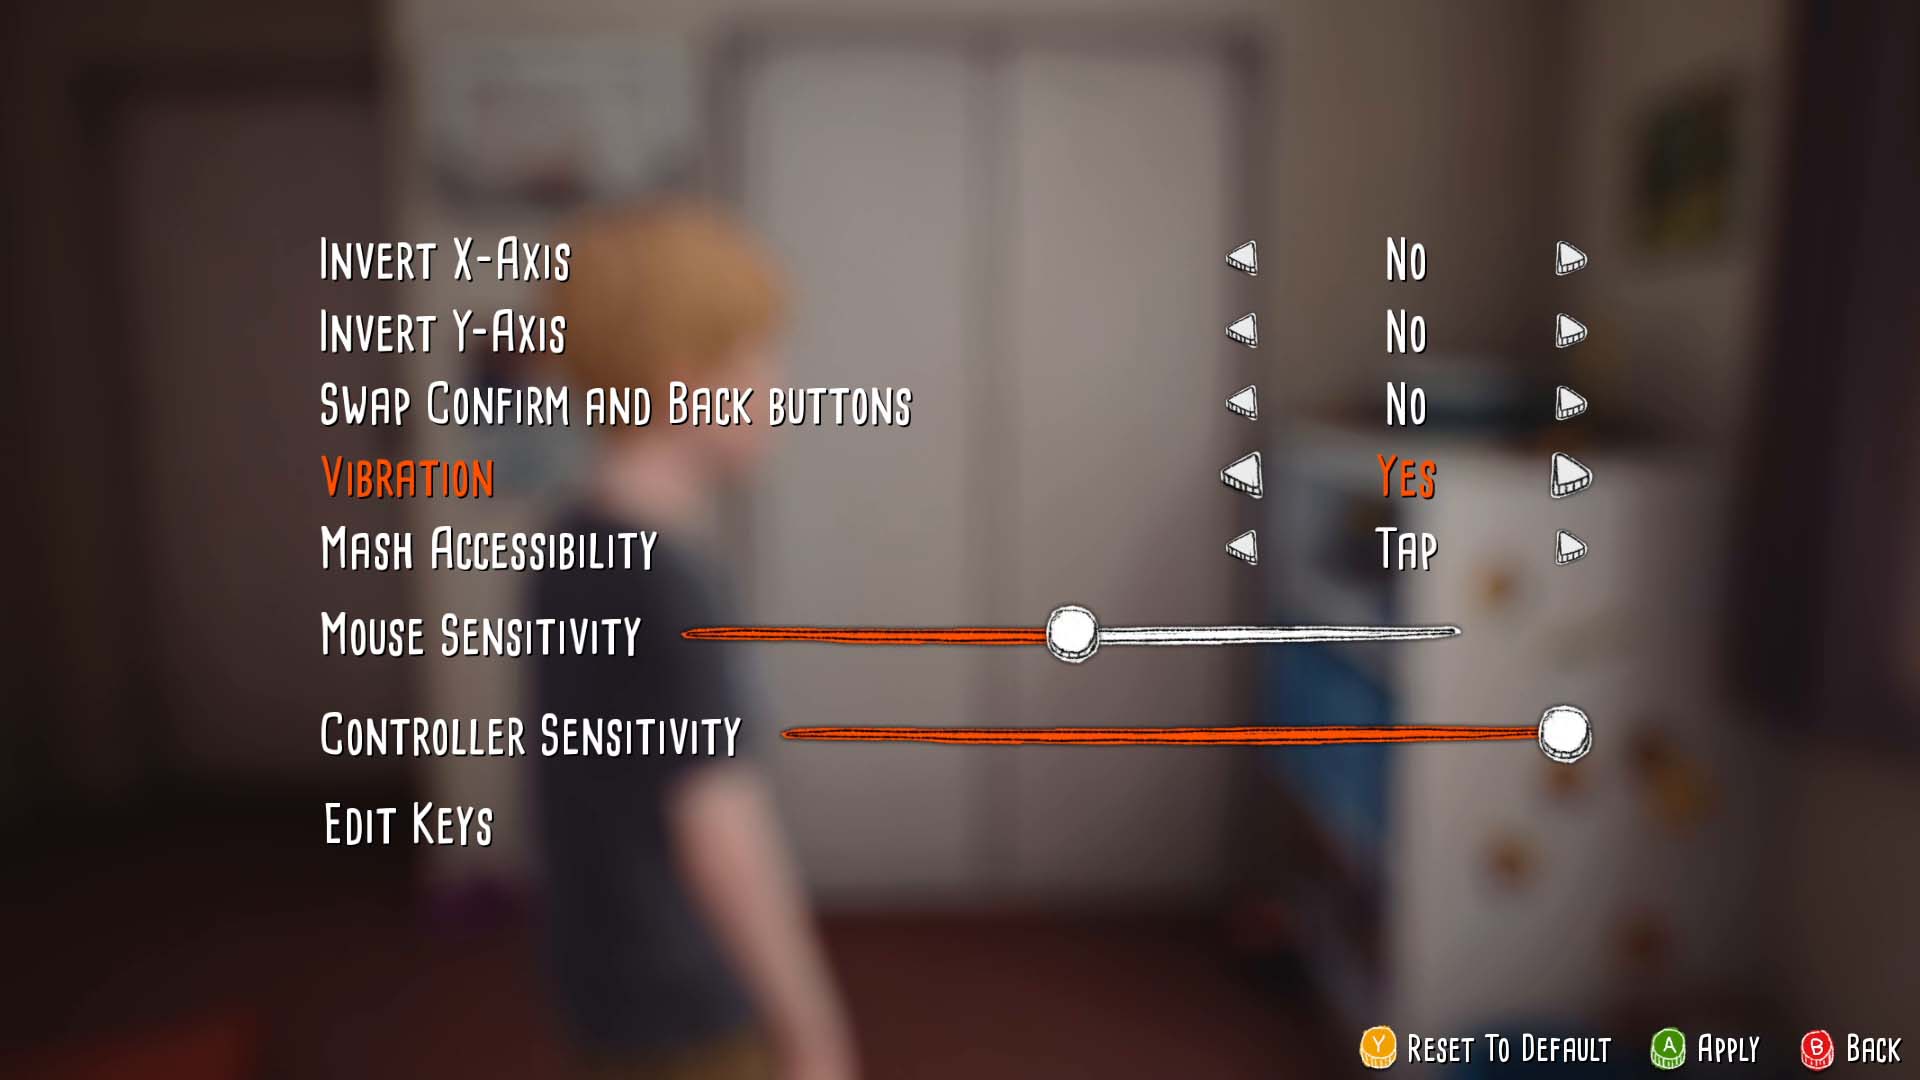 Invert X-Axis No
Invert Y-Axis No
Swap Confirm and Back buttons No
Vibration Yes
Mash Accessibility Tap
Mouse Sensitivity
Controller Sensitivity
Edit Keys
Y Reset To Default A Apply B Back